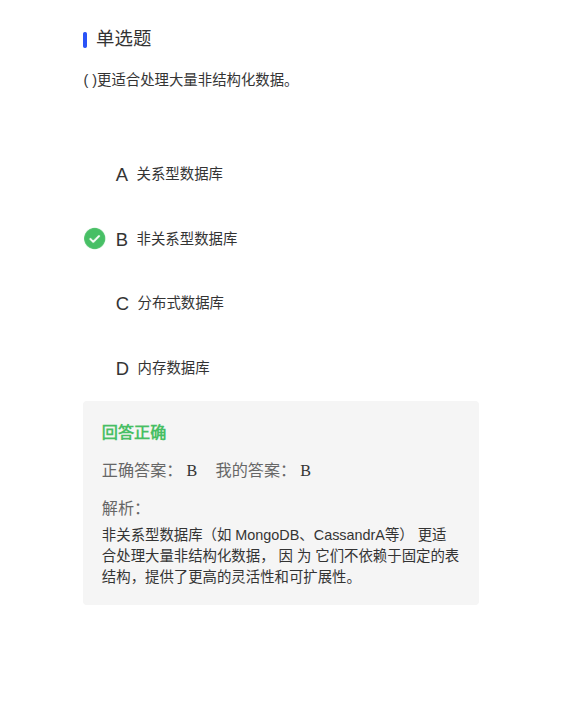 单选题
( )更适合处理大量非结构化数据。
A 关系型数据库
B 非关系型数据库
C 分布式数据库
D 内存数据库
回答正确
正确答案： B 我的答案： B
解析：
非关系型数据库（如 MongoDB、CassandrA等） 更适
合处理大量非结构化数据， 因 为 它们不依赖于固定的表
结构，提供了更高的灵活性和可扩展性。